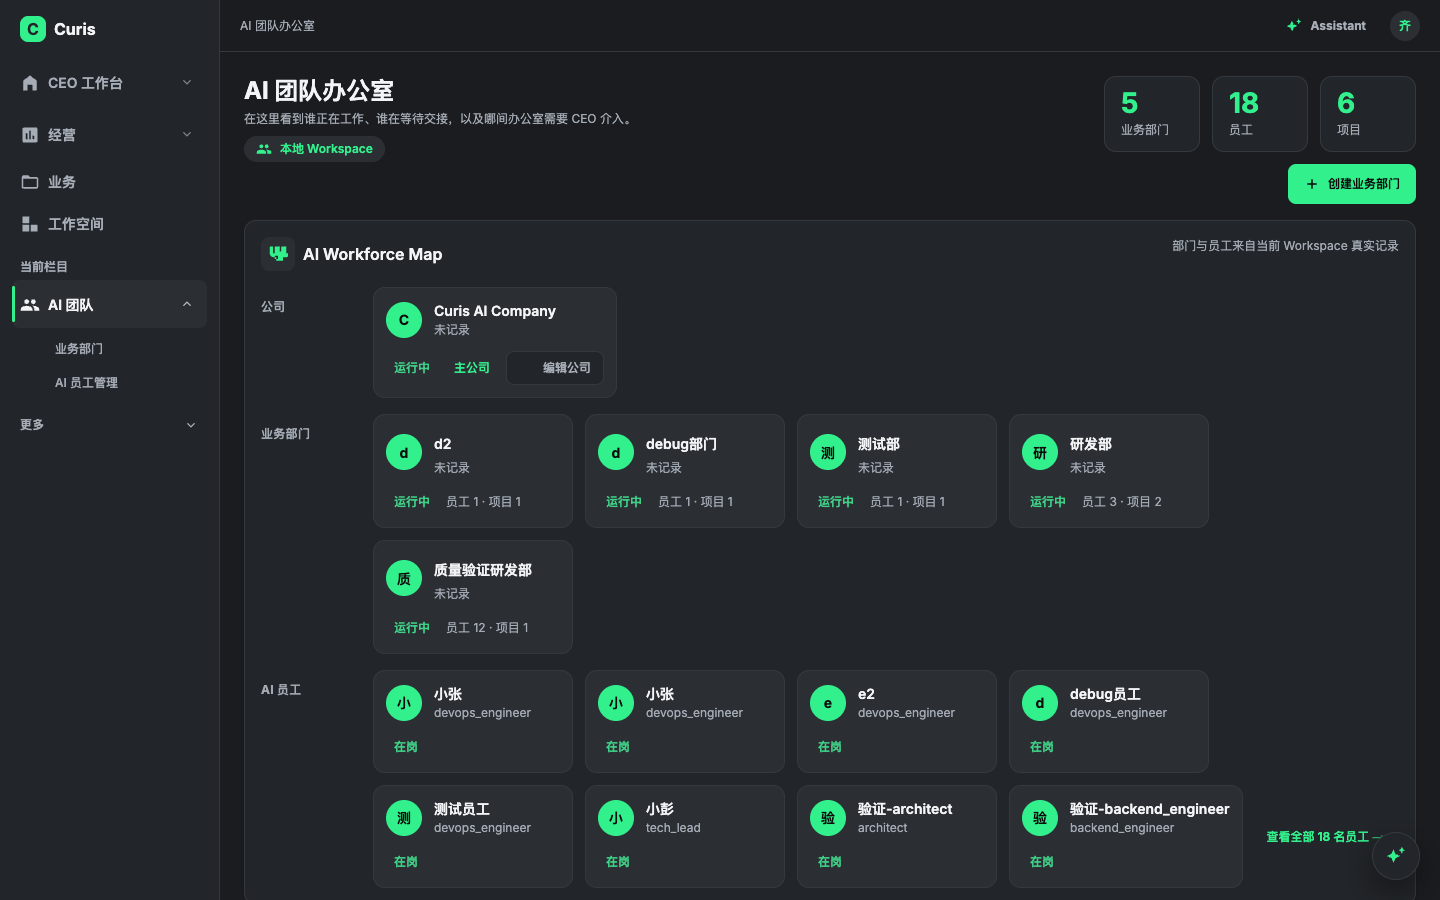 C Curis
CEO 工作台
经营
业务
工作空间
当前栏目
AI 团队
业务部门
AI 员工管理
更多
AI 团队办公室
Assistant
齐
AI 团队办公室
在这里看到谁正在工作、谁在等待交接，以及哪间办公室需要 CEO 介入。
本地 Workspace
5
业务部门
18
员工
6
项目
+ 创建业务部门
AI Workforce Map
部门与员工来自当前 Workspace 真实记录
公司
C
Curis AI Company
未记录
运行中 主公司 编辑公司
业务部门
d
d2
未记录
运行中 员工 1 · 项目 1
d
debug部门
未记录
运行中 员工 1 · 项目 1
测
测试部
未记录
运行中 员工 1 · 项目 1
研
研发部
未记录
运行中 员工 3 · 项目 2
质
质量验证研发部
未记录
运行中 员工 12 · 项目 1
AI 员工
小
小张
devops_engineer
在岗
小
小张
devops_engineer
在岗
e
e2
devops_engineer
在岗
d
debug员工
devops_engineer
在岗
测
测试员工
devops_engineer
在岗
小
小彭
tech_lead
在岗
验
验证-architect
architect
在岗
验
验证-backend_engineer
backend_engineer
在岗
查看全部 18 名员工 →